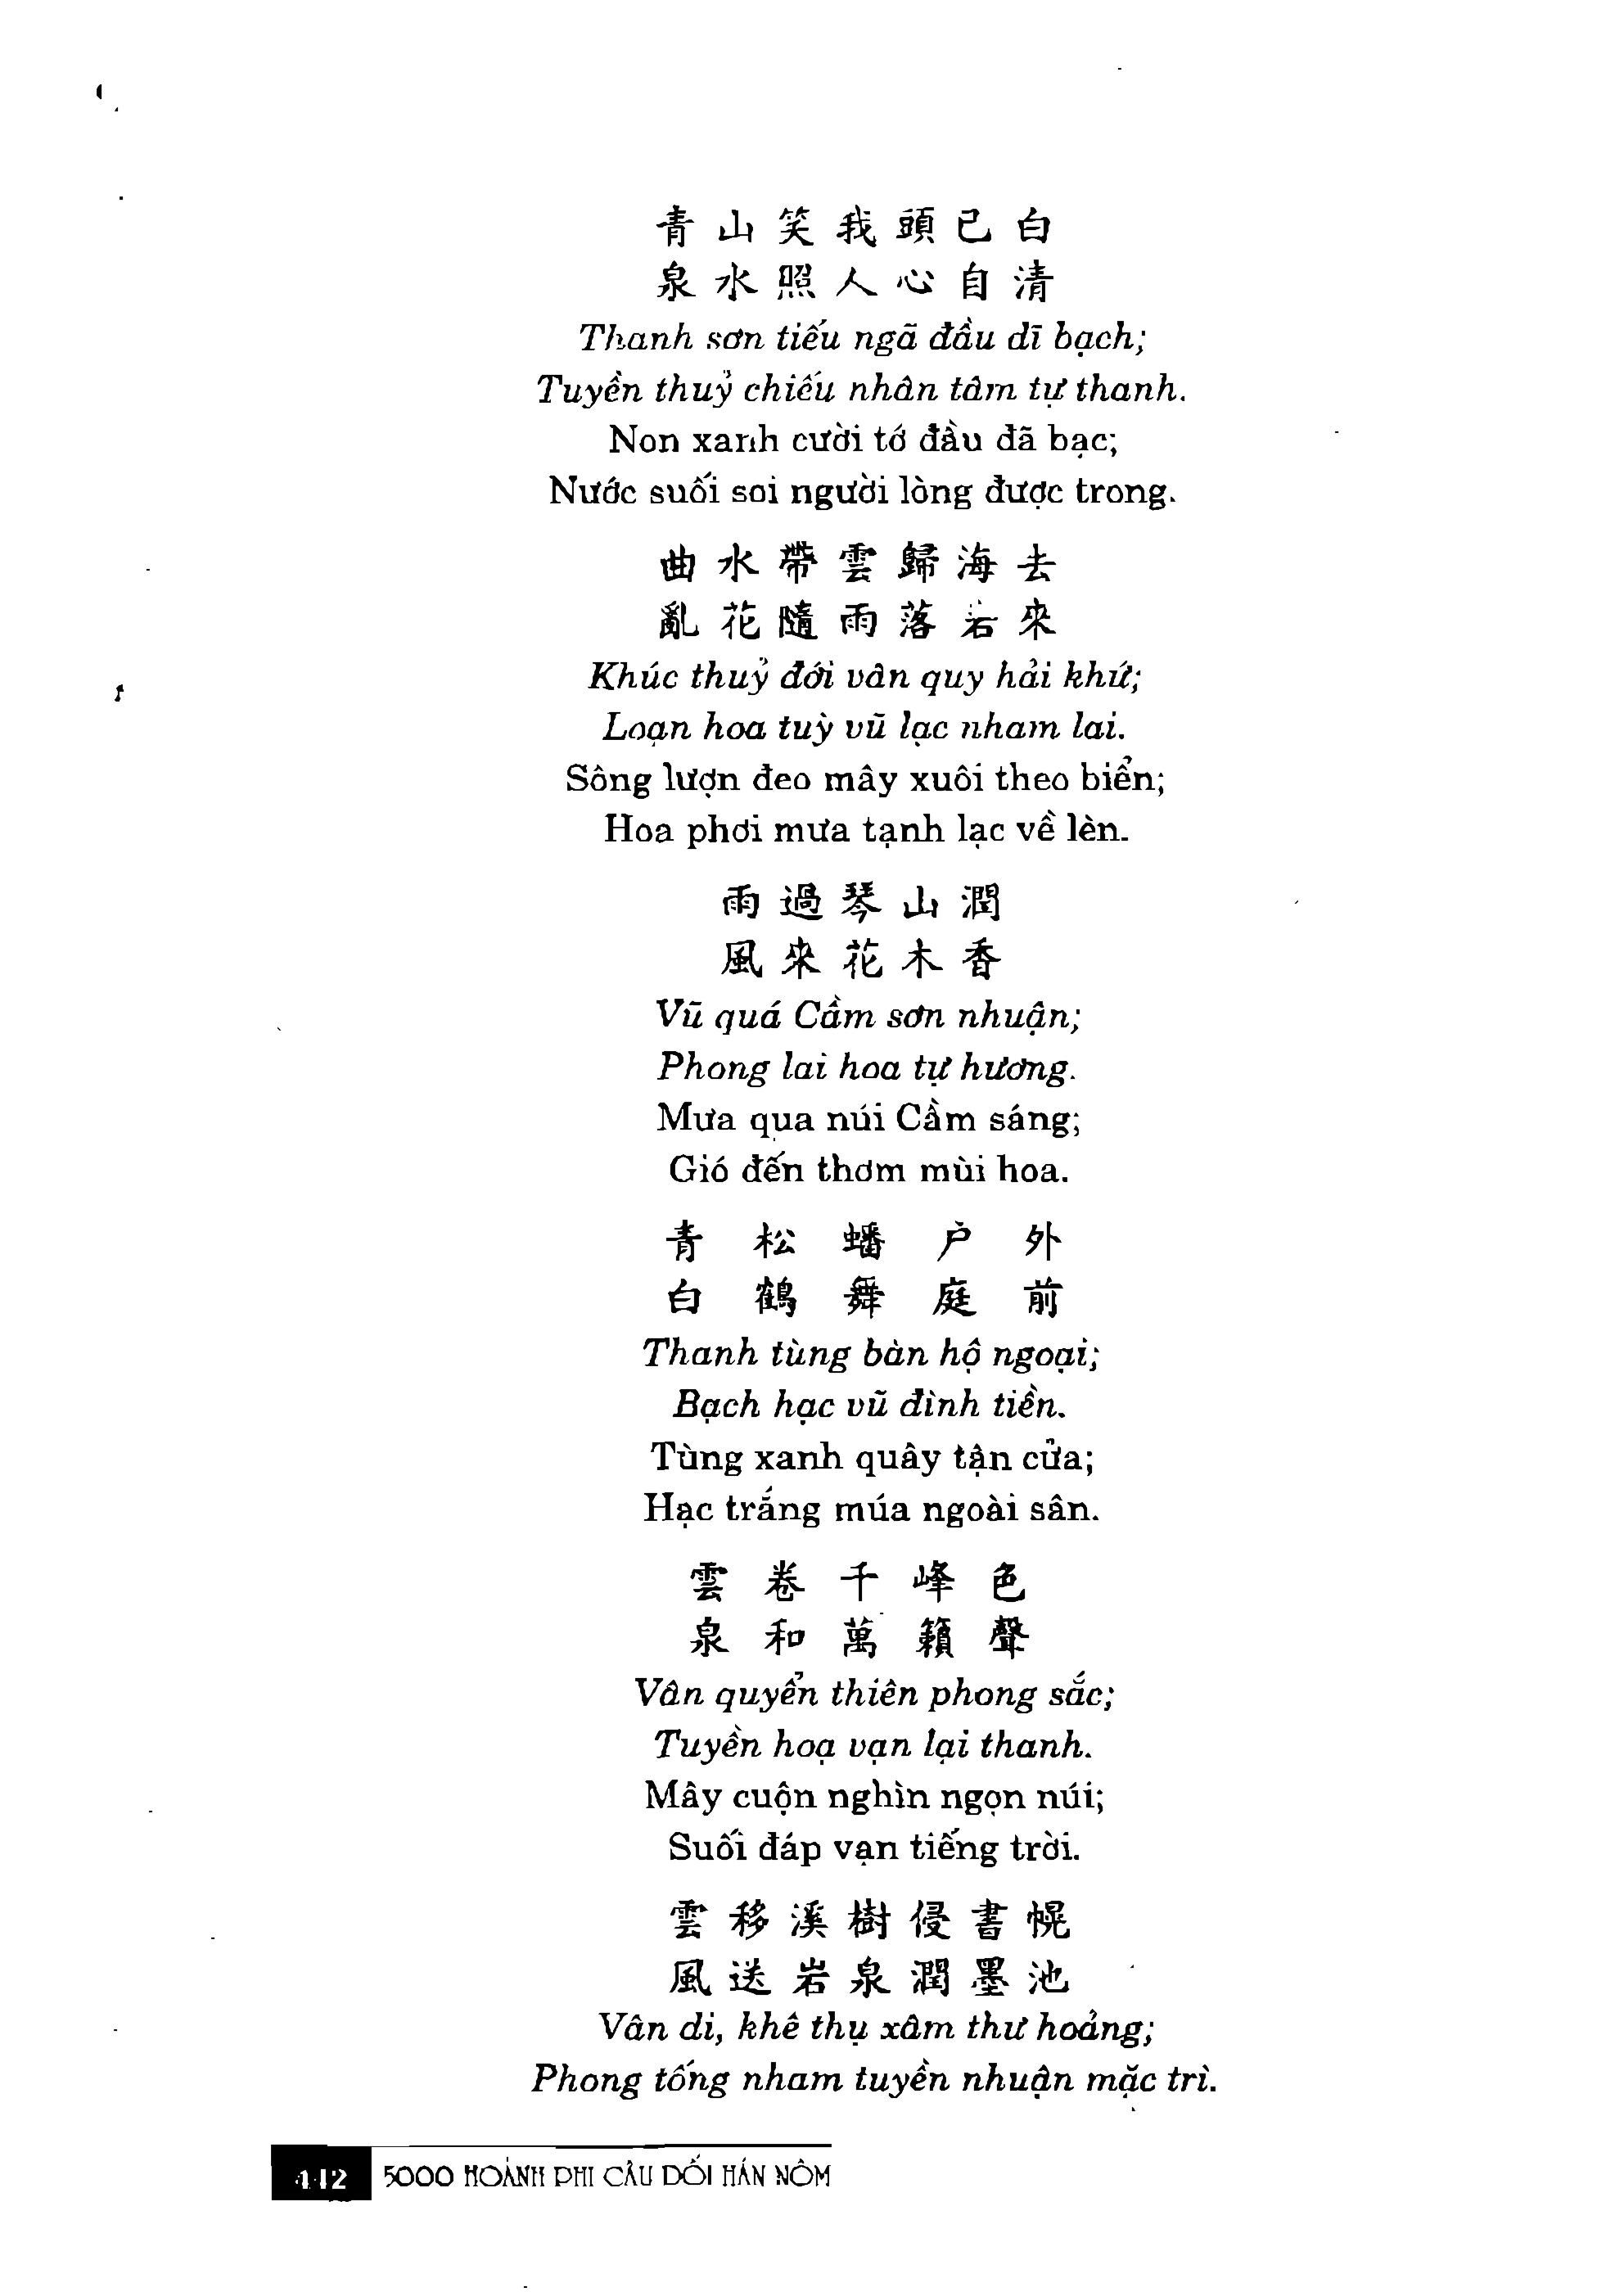 青山笑我頭已白
泉水照人心自清
Thanh sơn tiếu ngã đầu dĩ bạch;
Tuyền thuỷ chiếu nhân tâm tự thanh.
Non xanh cười tớ đầu đã bạc;
Nước suối soi người lòng được trong.
曲水帶雲歸海去
亂花隨雨落岩來
Khúc thuỷ đới vân quy hải khứ;
Loạn hoa tuỳ vũ lạc nham lai.
Sông lượn đeo mây xuôi theo biển;
Hoa phơi mưa tạnh lạc về lèn.
雨過琴山潤
風來花木香
Vũ quá Cầm sơn nhuận;
Phong lai hoa tự hương.
Mưa qua núi Cầm sáng;
Gió đến thơm mùi hoa.
青松蟠户外
白鶴舞庭前
Thanh tùng bàn hộ ngoại;
Bạch hạc vũ đình tiền.
Tùng xanh quây tận cửa;
Hạc trắng múa ngoài sân.
雲卷千峰色
泉和萬籟聲
Vân quyển thiên phong sắc;
Tuyền hoạ vạn lại thanh.
Mây cuộn nghìn ngọn núi;
Suối đáp vạn tiếng trời.
雲移溪樹侵書幌
風送岩泉潤墨池
Vân di, khê thụ xâm thư hoảng;
Phong tống nham tuyền nhuận mặc trì.
442 5000 HOÀNH PHI CÂU ĐỐI HÁN NÔM